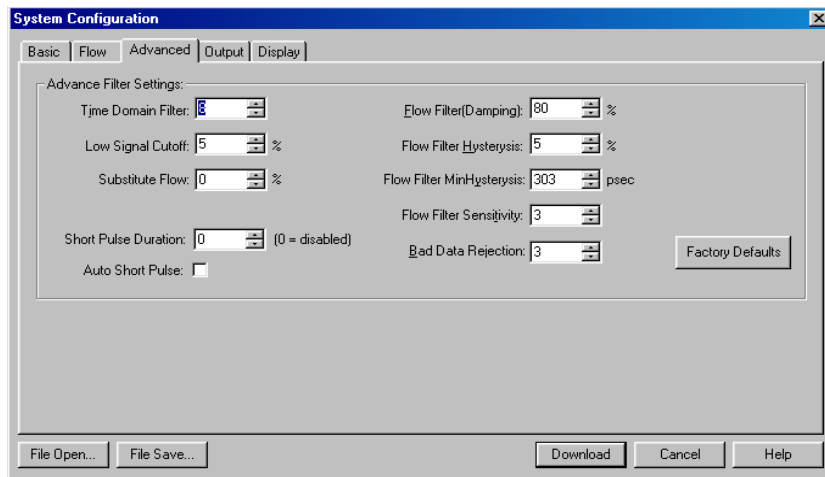 System Configuration
Basic Flow Advanced Output Display
Advance Filter Settings:
Time Domain Filter: 8
Low Signal Cutoff: 5 %
Substitute Flow: 0 %
Short Pulse Duration: 0 (0 = disabled)
Auto Short Pulse:
Flow Filter(Damping): 80 %
Flow Filter Hysterysis: 5 %
Flow Filter MinHysterysis: 303 psec
Flow Filter Sensitivity: 3
Bad Data Rejection: 3
Factory Defaults
File Open... File Save... Download Cancel Help